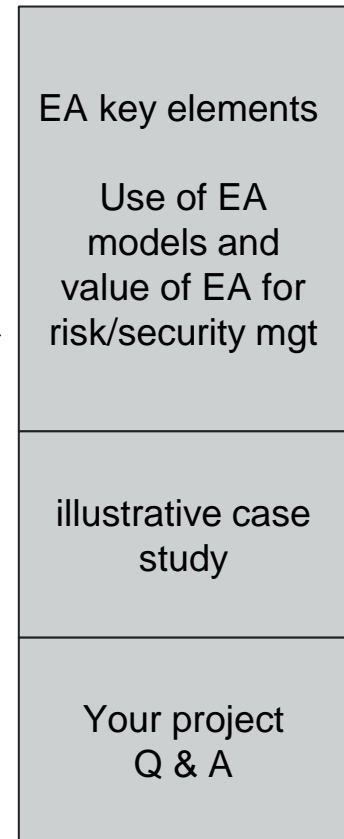 EA key elements
Use of EA
models and
value of EA for
risk/security mgt
illustrative case
study
Your project
Q & A